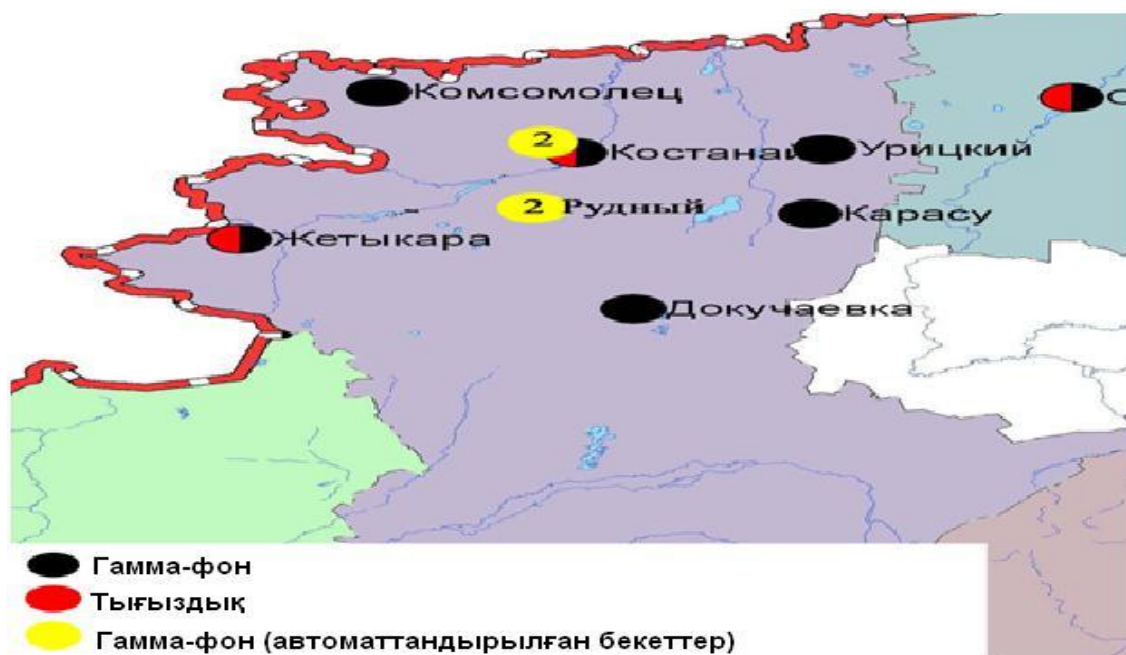 Комсомолец
2
Костанай
Урицкий
2 Рудный
Карасу
Жетыкара
Докучаевка
Гамма-фон
Тығыздық
Гамма-фон (автоматтандырылған бекеттер)